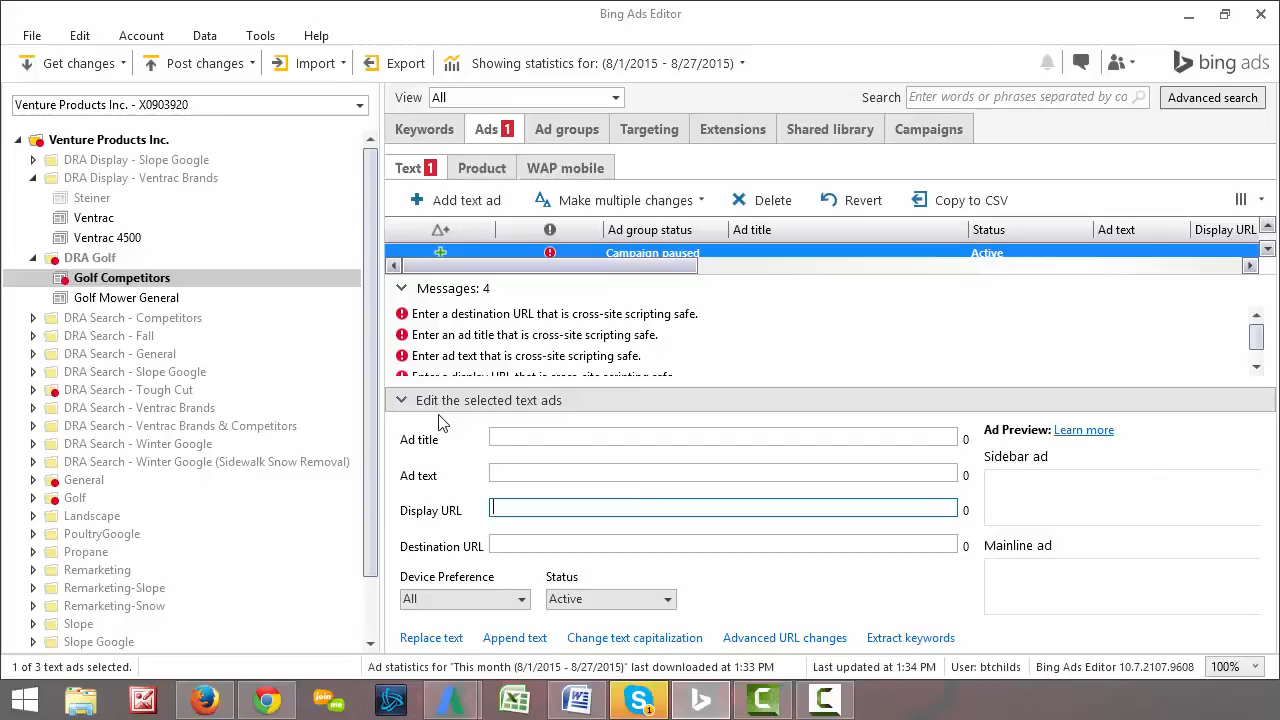 Bing Ads Editor
File Edit Account Data Tools Help
Get changes Post changes Import Export Showing statistics for: (8/1/2015 - 8/27/2015) bing ads
Venture Products Inc. - X0903920
View All Search Enter words or phrases separated by co Advanced search
Keywords Ads 1 Ad groups Targeting Extensions Shared library Campaigns
Text 1 Product WAP mobile
Add text ad Make multiple changes Delete Revert Copy to CSV
Ad group status Ad title Status Ad text Display URL
Campaign paused Active
Messages: 4
Enter a destination URL that is cross-site scripting safe.
Enter an ad title that is cross-site scripting safe.
Enter ad text that is cross-site scripting safe.
Enter a display URL that is cross-site scripting safe.
Edit the selected text ads
Ad title 0
Ad text 0
Display URL 0
Destination URL 0
Ad Preview: Learn more
Sidebar ad
Mainline ad
Device Preference Status
All Active
Replace text Append text Change text capitalization Advanced URL changes Extract keywords
Venture Products Inc.
DRA Display - Slope Google
DRA Display - Ventrac Brands
Steiner
Ventrac
Ventrac 4500
DRA Golf
Golf Competitors
Golf Mower General
DRA Search - Competitors
DRA Search - Fall
DRA Search - General
DRA Search - Slope Google
DRA Search - Tough Cut
DRA Search - Ventrac Brands
DRA Search - Ventrac Brands & Competitors
DRA Search - Winter Google
DRA Search - Winter Google (Sidewalk Snow Removal)
General
Golf
Landscape
PoultryGoogle
Propane
Remarketing
Remarketing-Slope
Remarketing-Snow
Slope
Slope Google
1 of 3 text ads selected. Ad statistics for "This month (8/1/2015 - 8/27/2015)" last downloaded at 1:33 PM Last updated at 1:34 PM User: btchilds Bing Ads Editor 10.7.2107.9608 100%
join
me
1